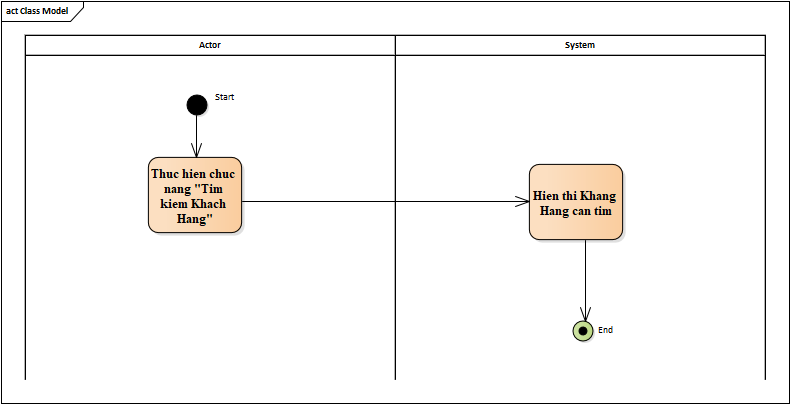 act Class Model
Actor
System
Start
Thuc hien chuc
nang "Tim
kiem Khach
Hang"
Hien thi Khang
Hang can tim
End